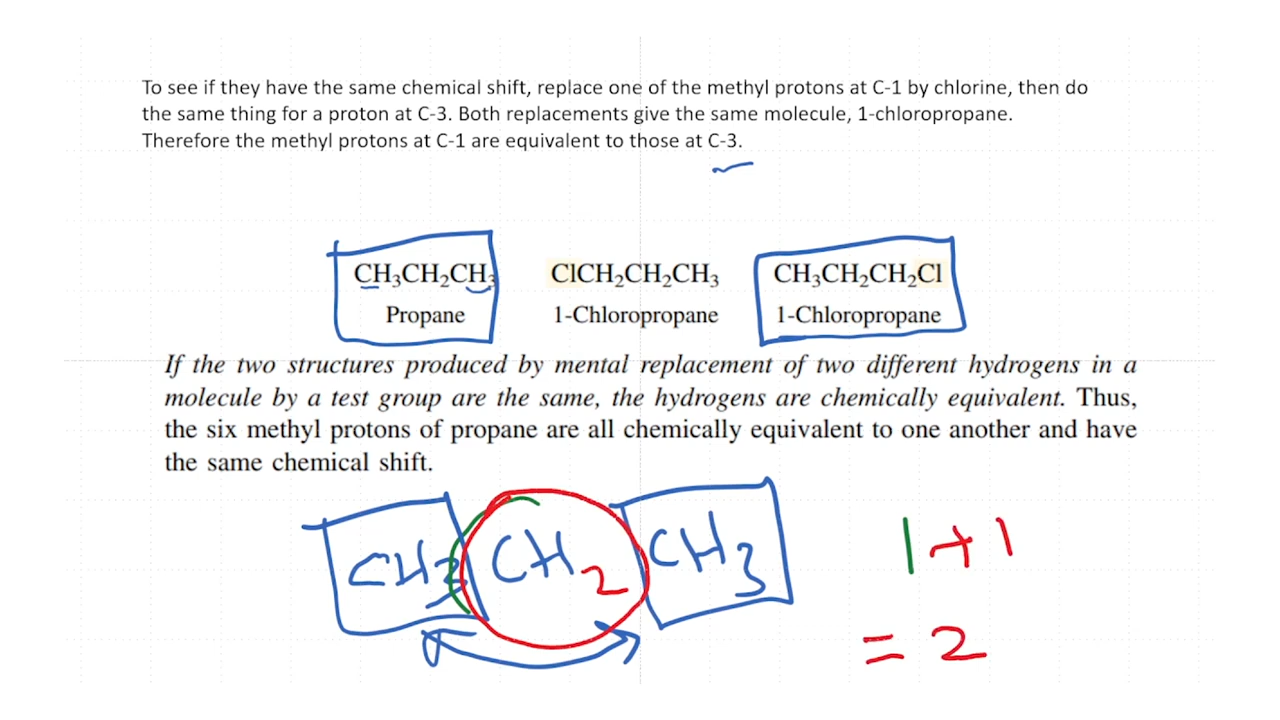 To see if they have the same chemical shift, replace one of the methyl protons at C-1 by chlorine, then do
the same thing for a proton at C-3. Both replacements give the same molecule, 1-chloropropane.
Therefore the methyl protons at C-1 are equivalent to those at C-3.
CH₃CH₂CH₃ ClCH₂CH₂CH₃ CH₃CH₂CH₂Cl
Propane 1-Chloropropane 1-Chloropropane
If the two structures produced by mental replacement of two different hydrogens in a
molecule by a test group are the same, the hydrogens are chemically equivalent. Thus,
the six methyl protons of propane are all chemically equivalent to one another and have
the same chemical shift.
CH₃ CH₂ CH₃ 1+1
= 2